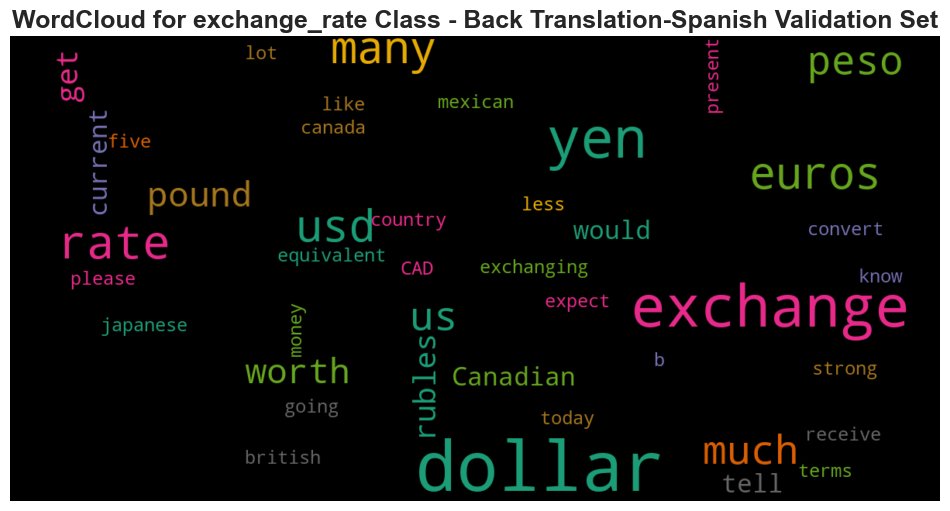 WordCloud for exchange_rate Class - Back Translation-Spanish Validation Set
lot
many
get
present
peso
like
mexican
canada
current
five
yen
euros
pound
less
usd
country
would
convert
rate
equivalent
CAD
exchanging
please
know
expect
exchange
japanese
money
us
b
worth
rubles
Canadian
strong
going
today
british
dollar
much
receive
terms
tell